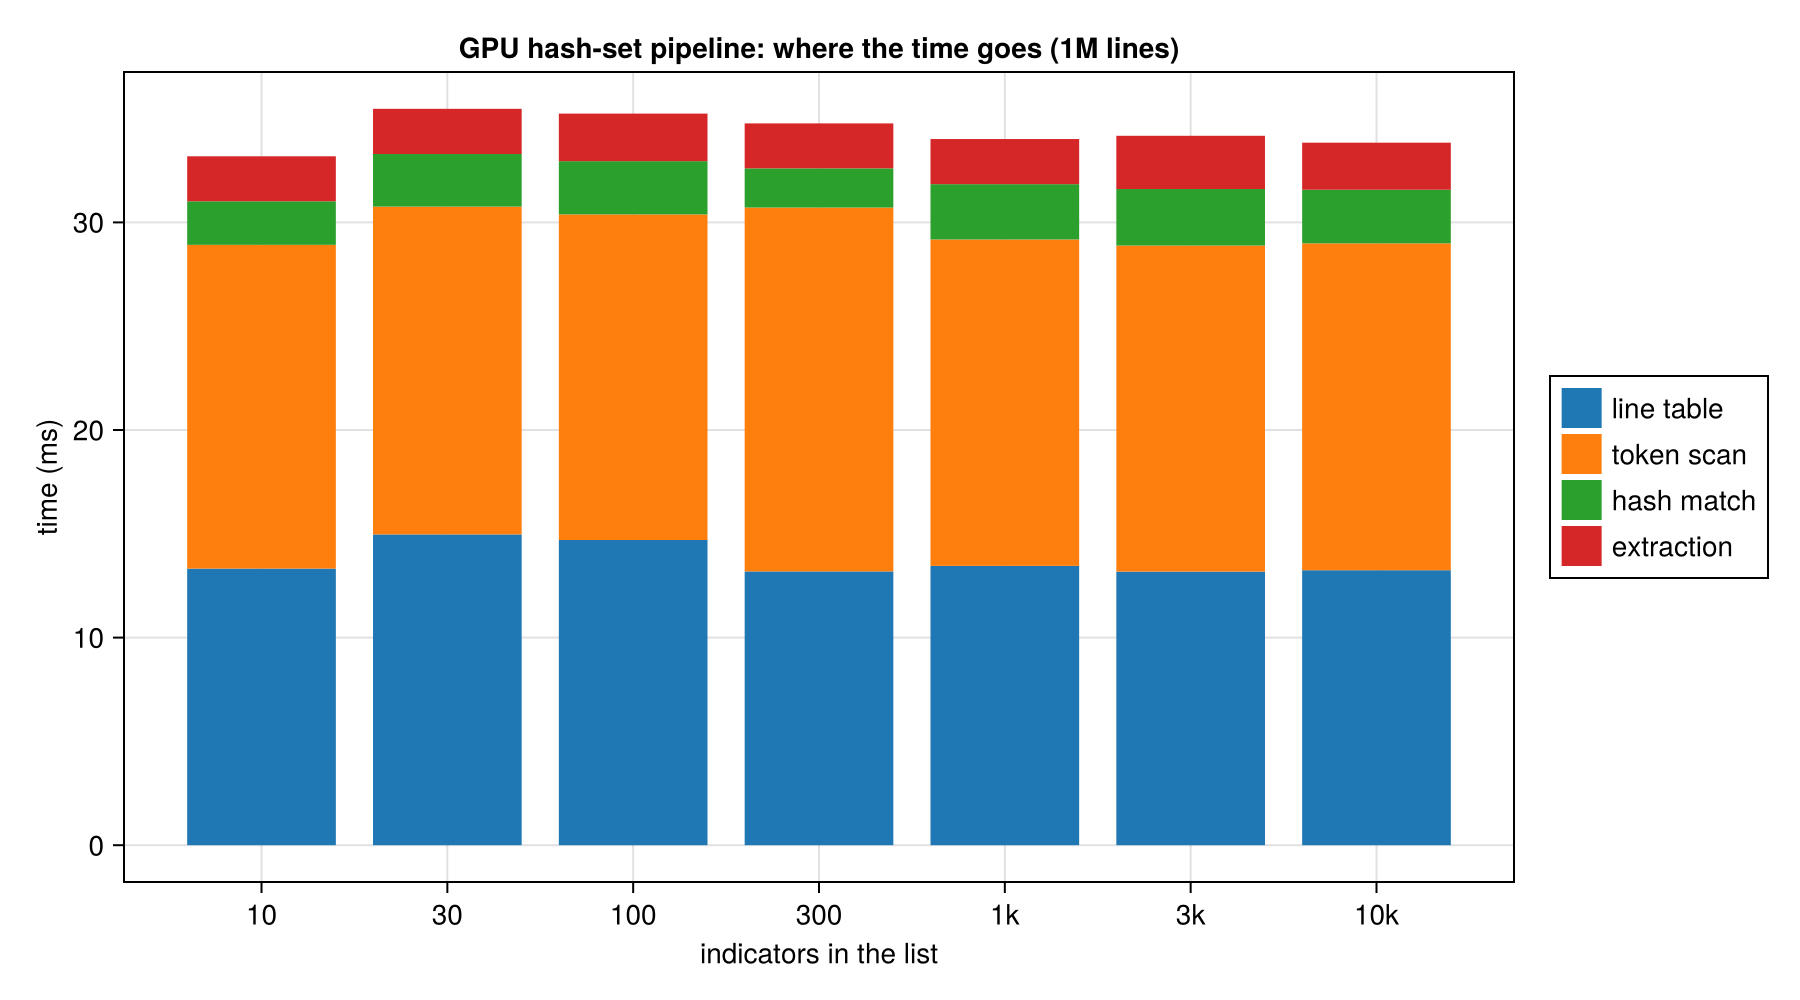 GPU hash-set pipeline: where the time goes (1M lines)
time (ms)
30
20
10
0
10 30 100 300 1k 3k 10k
indicators in the list
line table
token scan
hash match
extraction